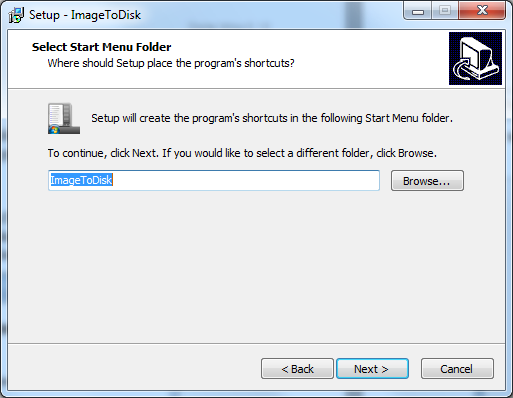 Setup - ImageToDisk
Select Start Menu Folder
Where should Setup place the program's shortcuts?
Setup will create the program's shortcuts in the following Start Menu folder.
To continue, click Next. If you would like to select a different folder, click Browse.
ImageToDisk
Browse...
< Back
Next >
Cancel